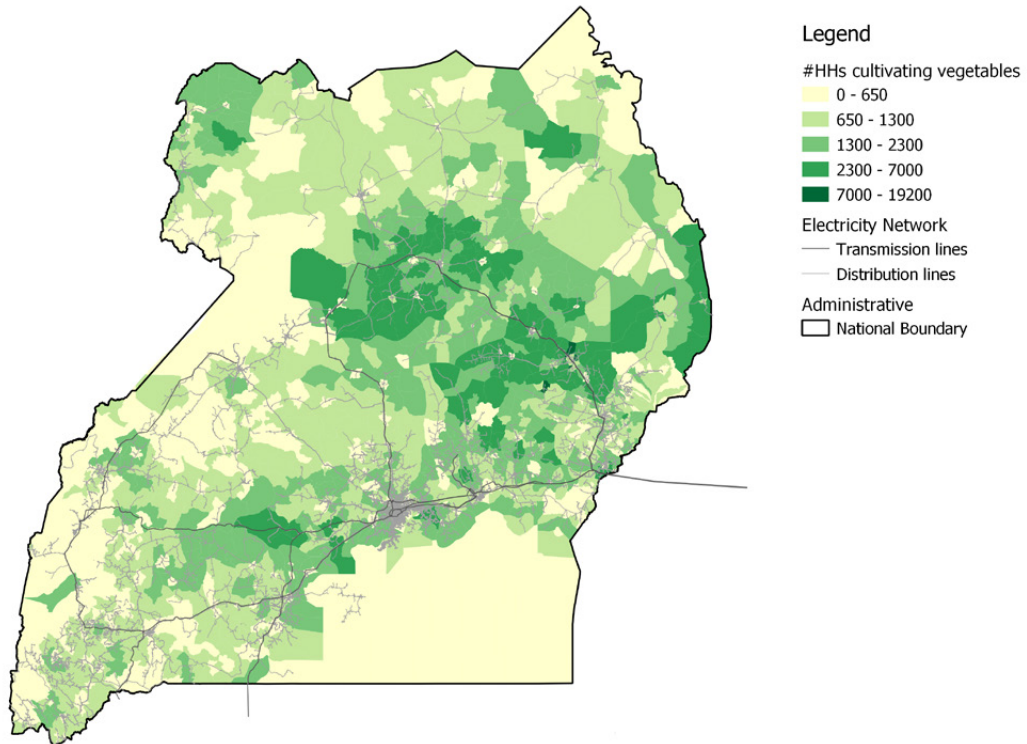 Legend
#HHs cultivating vegetables
0 - 650
650 - 1300
1300 - 2300
2300 - 7000
7000 - 19200
Electricity Network
Transmission lines
Distribution lines
Administrative
National Boundary